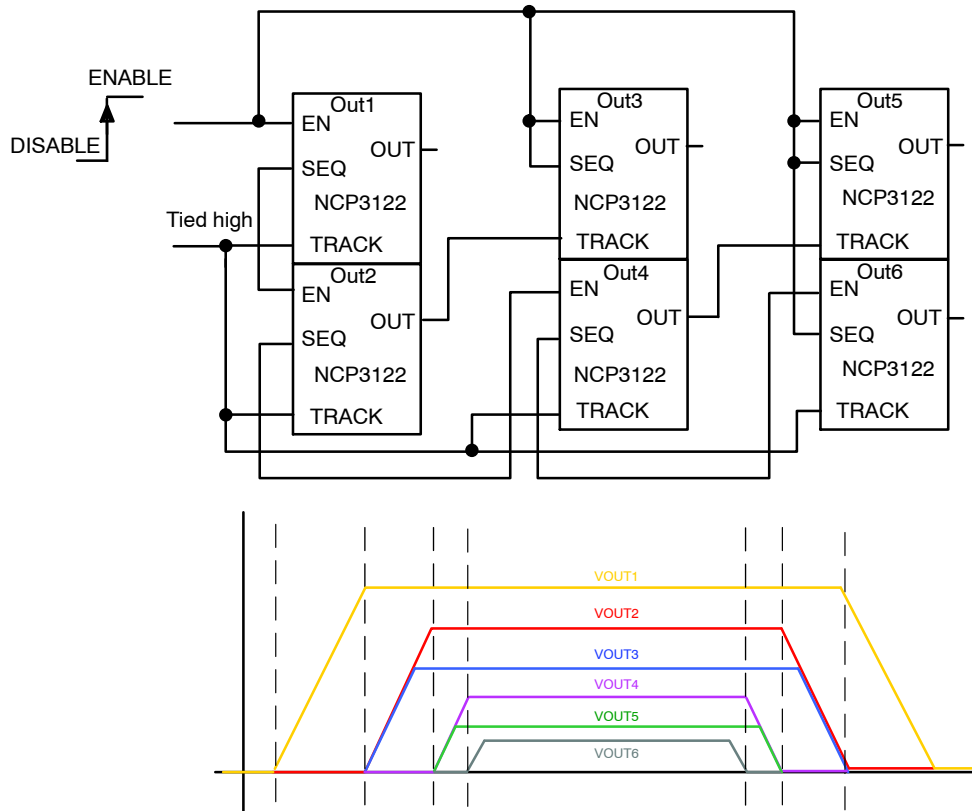 ENABLE
DISABLE
Tied high
Out1
EN
OUT
SEQ
NCP3122
TRACK
Out2
EN
OUT
SEQ
NCP3122
TRACK
Out3
EN
OUT
SEQ
NCP3122
TRACK
Out4
EN
OUT
SEQ
NCP3122
TRACK
Out5
EN
OUT
SEQ
NCP3122
TRACK
Out6
EN
OUT
SEQ
NCP3122
TRACK
VOUT1
VOUT2
VOUT3
VOUT4
VOUT5
VOUT6